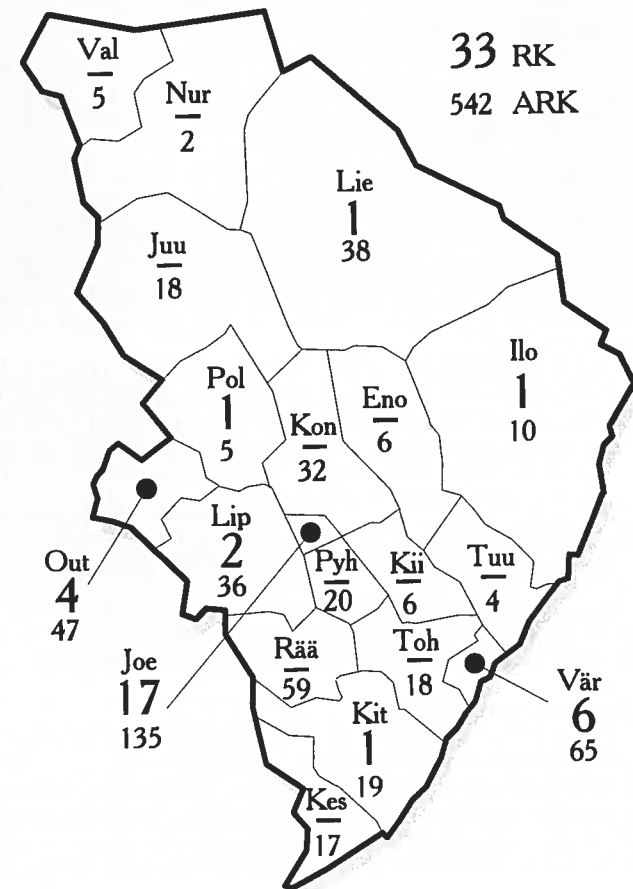 33 RK
542 ARK
Val
–
5
Nur
–
2
Lie
1
38
Juu
–
18
Ilo
1
10
Pol
1
5
Eno
–
6
Kon
–
32
Lip
2
36
Out
4
47
Pyh
–
20
Kii
–
6
Tuu
–
4
Joe
17
135
Rää
–
59
Toh
–
18
Vär
6
65
Kit
1
19
Kes
–
17